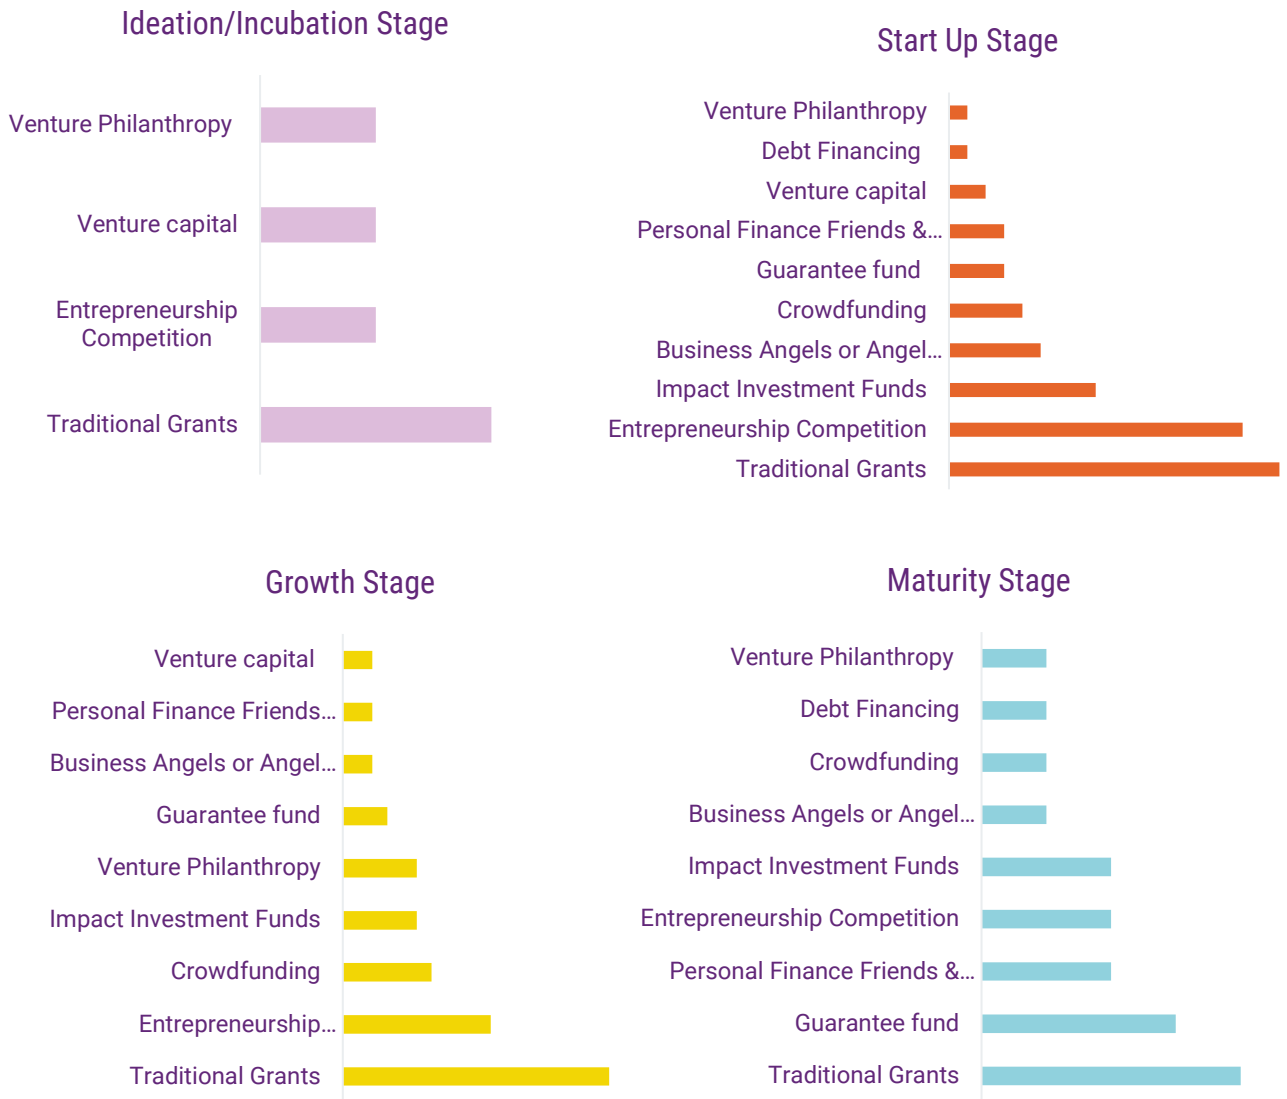 Ideation/Incubation Stage
Venture Philanthropy
Venture capital
Entrepreneurship
Competition
Traditional Grants
Start Up Stage
Venture Philanthropy
Debt Financing
Venture capital
Personal Finance Friends &...
Guarantee fund
Crowdfunding
Business Angels or Angel...
Impact Investment Funds
Entrepreneurship Competition
Traditional Grants
Growth Stage
Venture capital
Personal Finance Friends...
Business Angels or Angel...
Guarantee fund
Venture Philanthropy
Impact Investment Funds
Crowdfunding
Entrepreneurship...
Traditional Grants
Maturity Stage
Venture Philanthropy
Debt Financing
Crowdfunding
Business Angels or Angel...
Impact Investment Funds
Entrepreneurship Competition
Personal Finance Friends &...
Guarantee fund
Traditional Grants